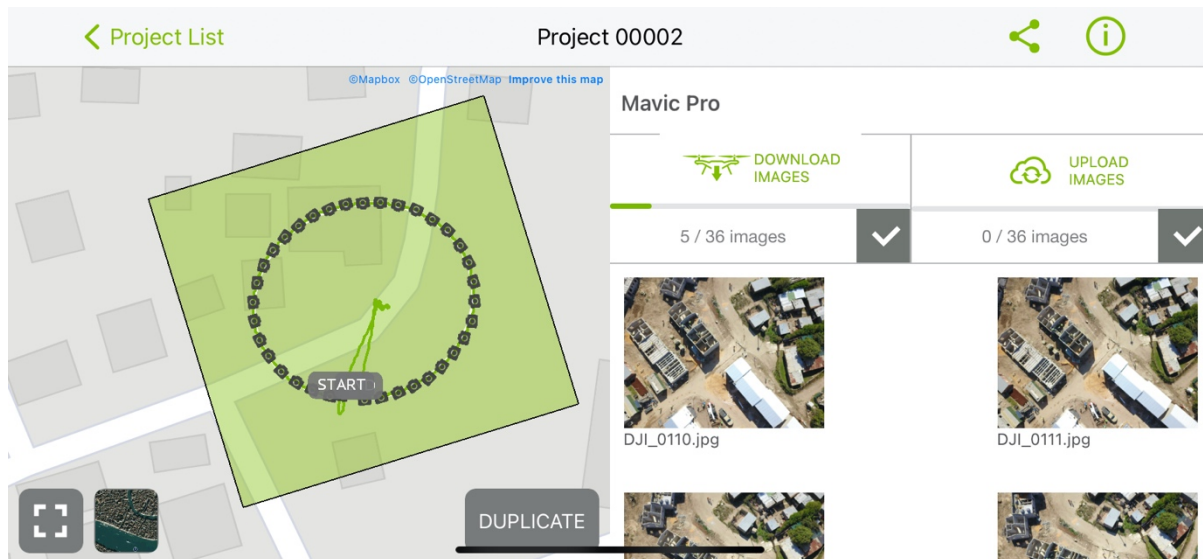 Project List
Project 00002
©Mapbox ©OpenStreetMap Improve this map
START
DUPLICATE
Mavic Pro
DOWNLOAD
IMAGES
UPLOAD
IMAGES
5 / 36 images
0 / 36 images
DJI_0110.jpg
DJI_0111.jpg